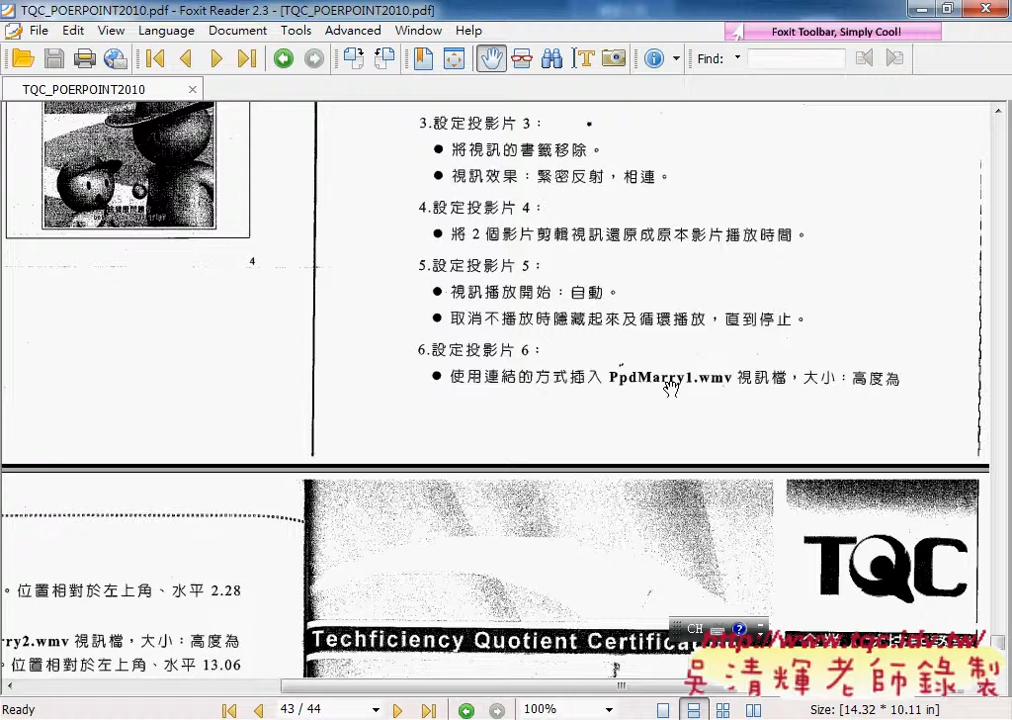 TQC_POERPOINT2010.pdf - Foxit Reader 2.3 - [TQC_POERPOINT2010.pdf]
File Edit View Language Document Tools Advanced Window Help
Foxit Toolbar, Simply Cool!
Find:
TQC_POERPOINT2010
3.設定投影片 3：
● 將視訊的書籤移除。
● 視訊效果：緊密反射，相連。
4.設定投影片 4：
● 將 2 個影片剪輯視訊還原成原本影片播放時間。
5.設定投影片 5：
● 視訊播放開始：自動。
● 取消不播放時隱藏起來及循環播放，直到停止。
6.設定投影片 6：
● 使用連結的方式插入 PpdMarry1.wmv 視訊檔，大小：高度為
4
。位置相對於左上角、水平 2.28
rry2.wmv 視訊檔，大小：高度為
。位置相對於左上角、水平 13.06
TQC
Techficiency Quotient Certifica
CH
http://www.tqc.idv.tw/
吳清輝老師錄製
Ready
43 / 44
100%
Size: [14.32 * 10.11 in]